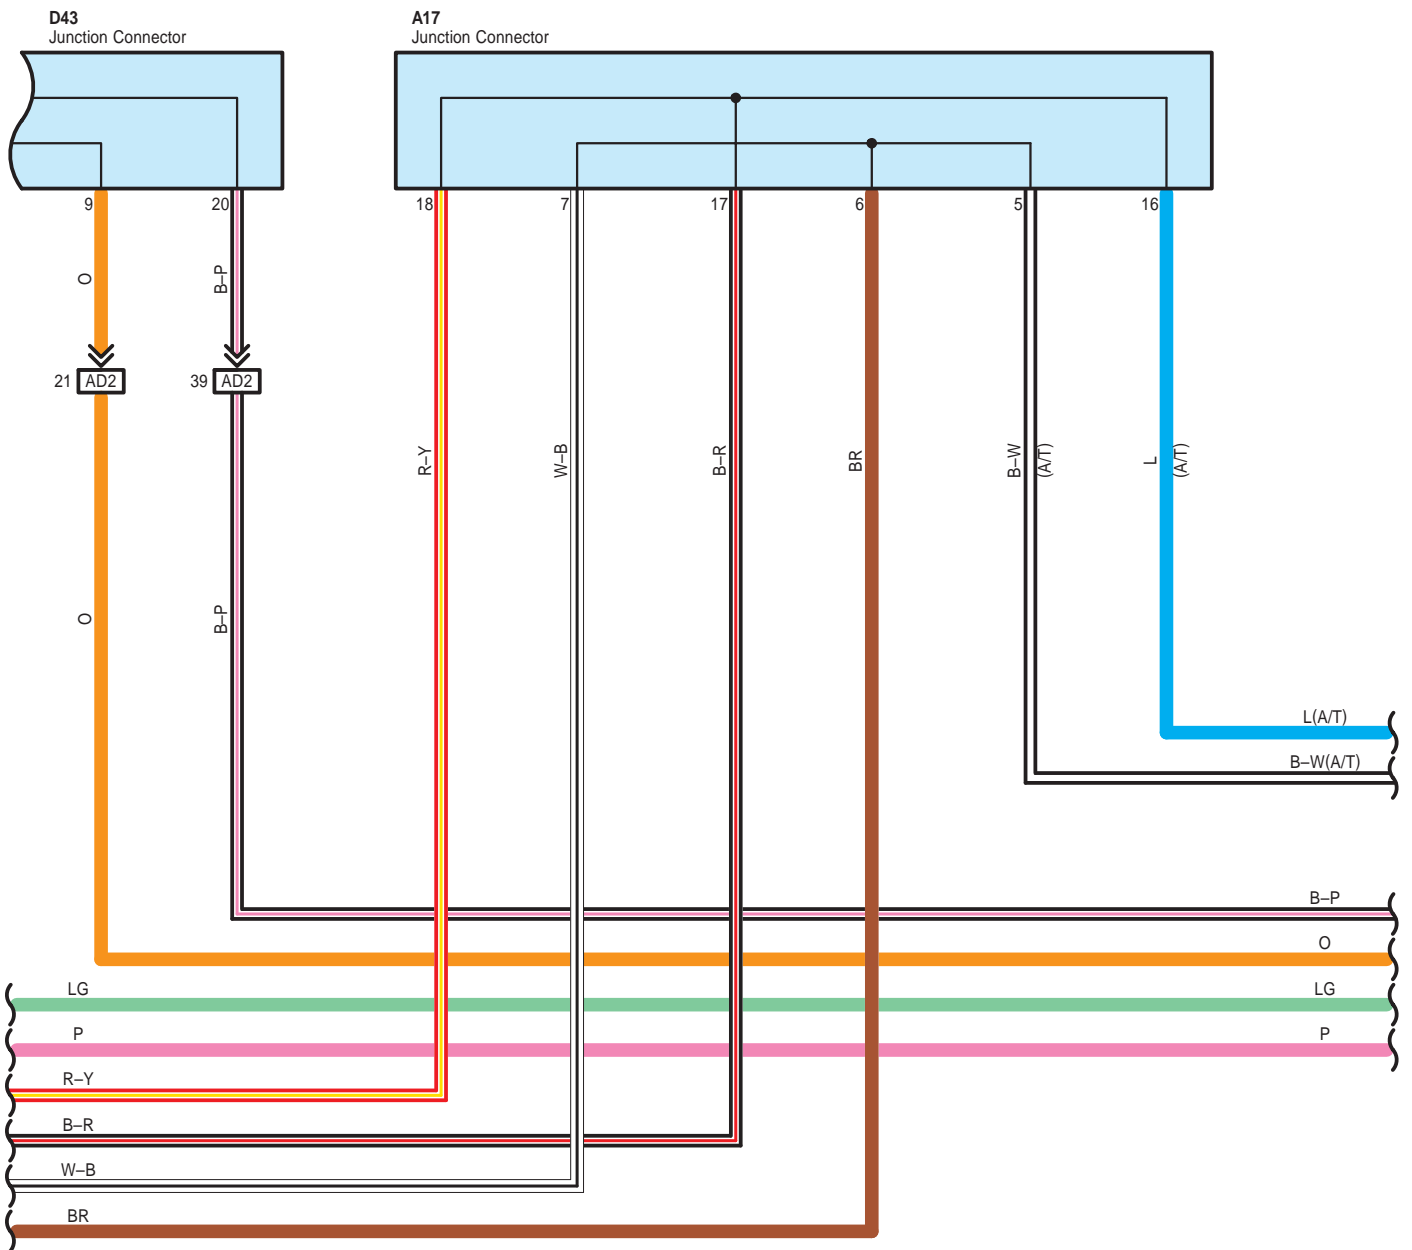 D43
Junction Connector
A17
Junction Connector
9
20
18
7
17
6
5
16
O
B–P
21 AD2
39 AD2
R–Y
W–B
B–R
BR
B–W
(A/T)
L
(A/T)
O
B–P
L(A/T)
B–W(A/T)
B–P
O
LG
LG
P
P
R–Y
B–R
W–B
BR